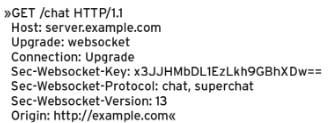 »GET /chat HTTP/1.1
Host: server.example.com
Upgrade: websocket
Connection: Upgrade
Sec-Websocket-Key: x3JJHMbDL1EzLkh9GBhXDw==
Sec-Websocket-Protocol: chat, superchat
Sec-Websocket-Version: 13
Origin: http://example.com«